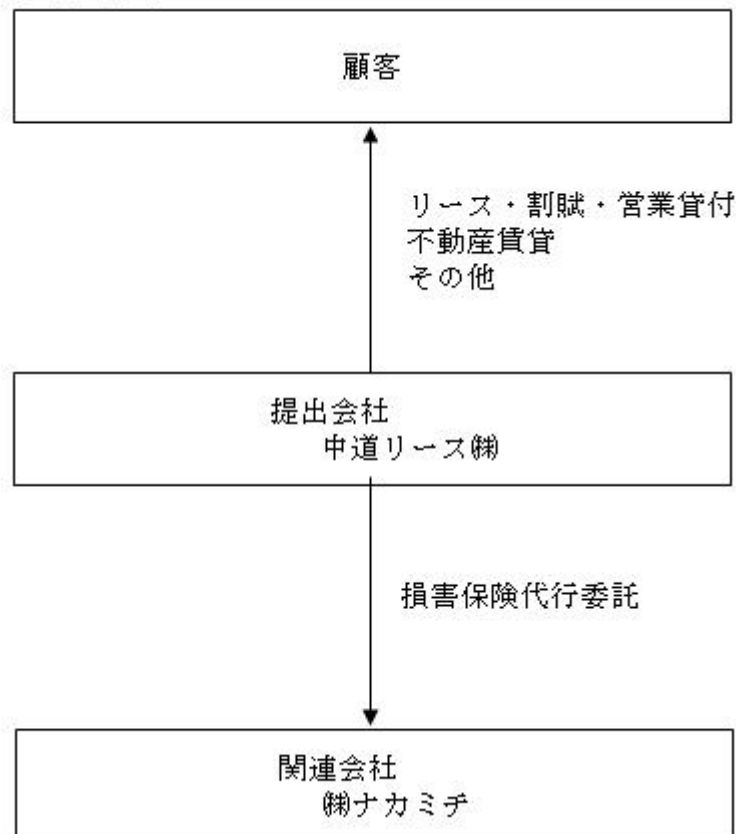 顧客
リース・割賦・営業貸付
不動産賃貸
その他
提出会社
中道リース㈱
損害保険代行委託
関連会社
㈱ナカミチ